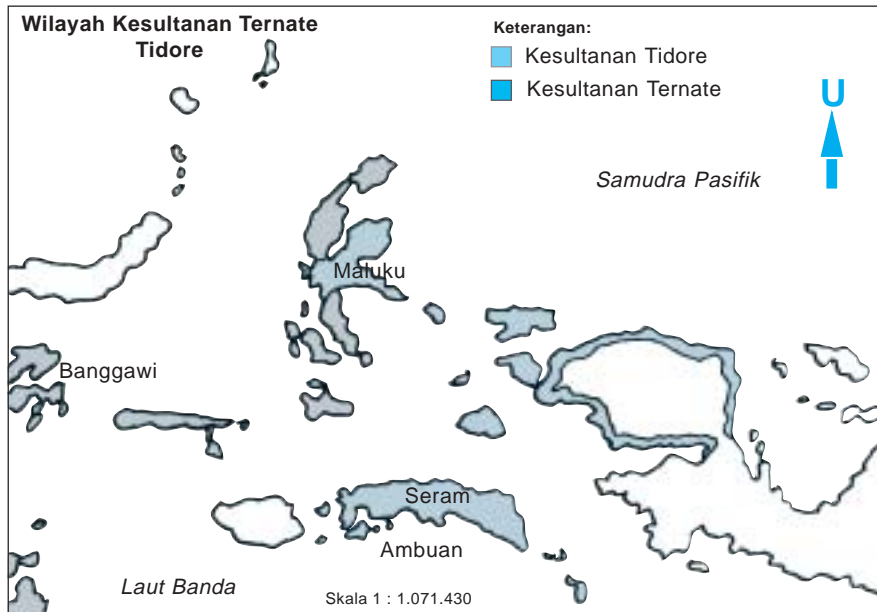 Wilayah Kesultanan Ternate
Tidore
Keterangan:
Kesultanan Tidore
Kesultanan Ternate
U
Samudra Pasifik
Maluku
Banggawi
Seram
Ambuan
Laut Banda
Skala 1 : 1.071.430